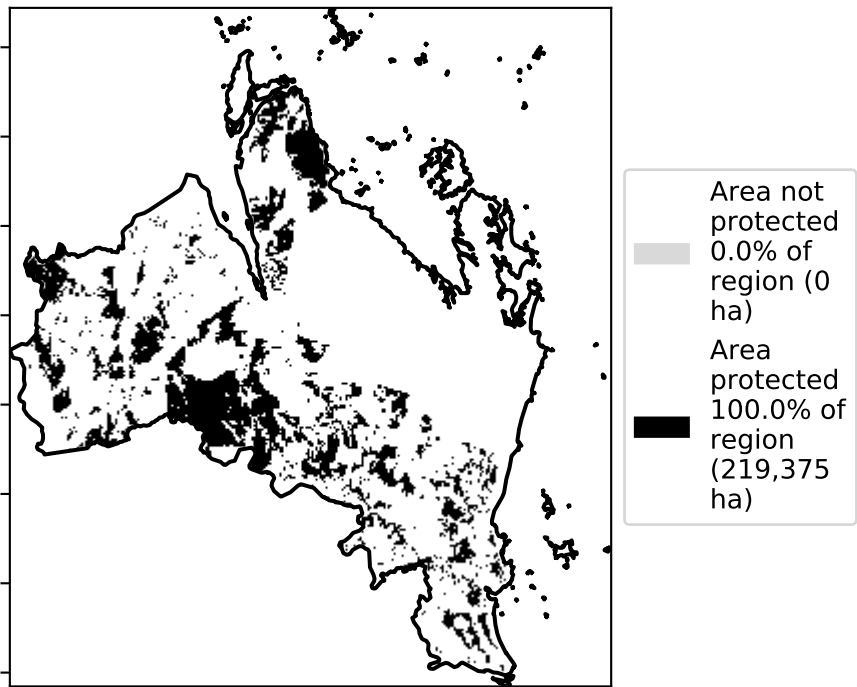 Area not
protected
0.0% of
region (0
ha)
Area
protected
100.0% of
region
(219,375
ha)